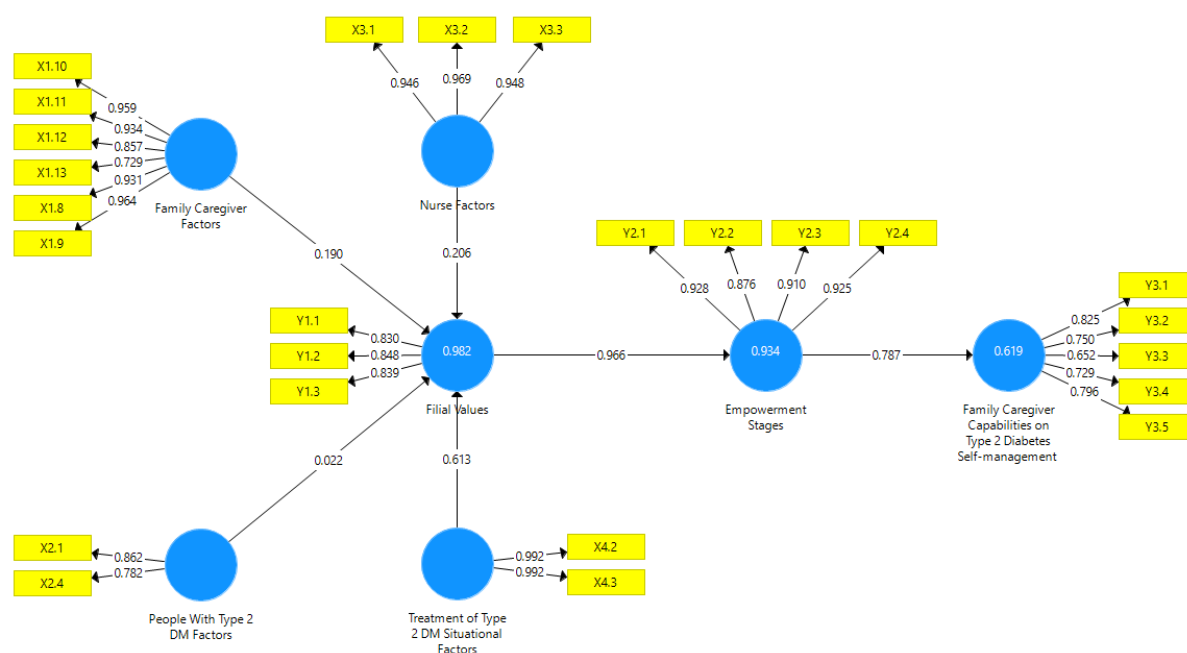 X3.1
X3.2
X3.3
0.946
0.969
0.948
Nurse Factors
0.206
X1.10
X1.11
X1.12
X1.13
X1.8
X1.9
0.959
0.934
0.857
0.729
0.931
0.964
Family Caregiver
Factors
0.190
Y1.1
Y1.2
Y1.3
0.830
0.848
0.839
0.982
Filial Values
0.966
Y2.1
Y2.2
Y2.3
Y2.4
0.928
0.876
0.910
0.925
0.934
Empowerment
Stages
0.787
0.619
Family Caregiver
Capabilities on
Type 2 Diabetes
Self-management
0.825
0.750
0.652
0.729
0.796
Y3.1
Y3.2
Y3.3
Y3.4
Y3.5
0.022
0.613
X2.1
X2.4
0.862
0.782
People With Type 2
DM Factors
0.992
0.992
X4.2
X4.3
Treatment of Type
2 DM Situational
Factors